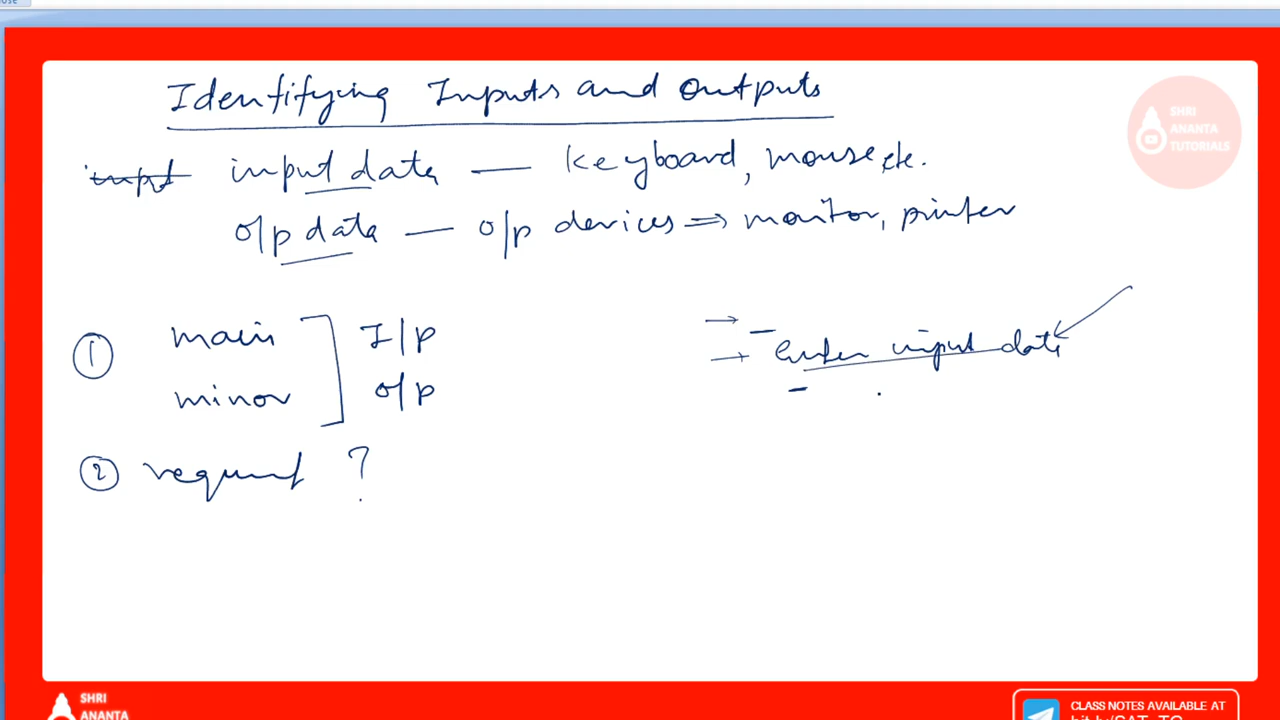 Identifying Inputs and Outputs
input input data — keyboard, mouse etc.
o/p data — o/p devices ⇒ monitor, printer
① main ] I/p
minor o/p
② 
?
→ –
→ enter input data
–
SHRI
ANANTA
TUTORIALS
SHRI
ANANTA
CLASS NOTES AVAILABLE AT